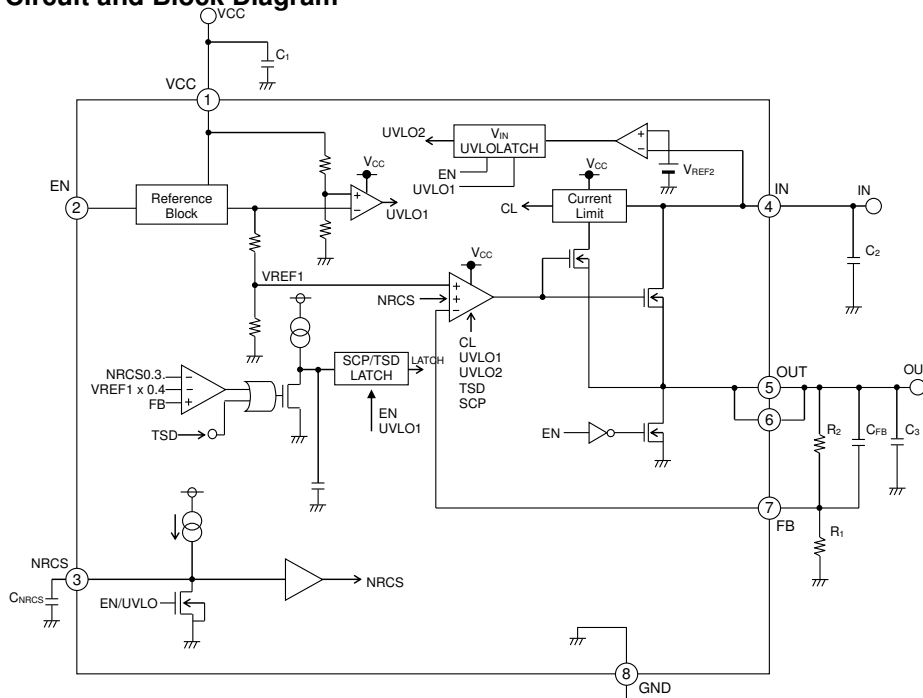 Circuit and Block Diagram
VCC
C1
VCC
1
UVLO2
VIN
UVLOLATCH
EN
UVLO1
VREF2
VCC
EN
2
Reference
Block
UVLO1
VCC
CL
Current
Limit
IN
4
IN
C2
VREF1
VCC
NRCS
CL
UVLO1
UVLO2
TSD
SCP
SCP/TSD
LATCH
LATCH
EN
UVLO1
NRCS0.3.
VREF1 x 0.4
FB
TSD
OUT
5
OU
6
EN
R2
CFB
C3
7
FB
R1
NRCS
3
CNRCS
EN/UVLO
NRCS
8
GND